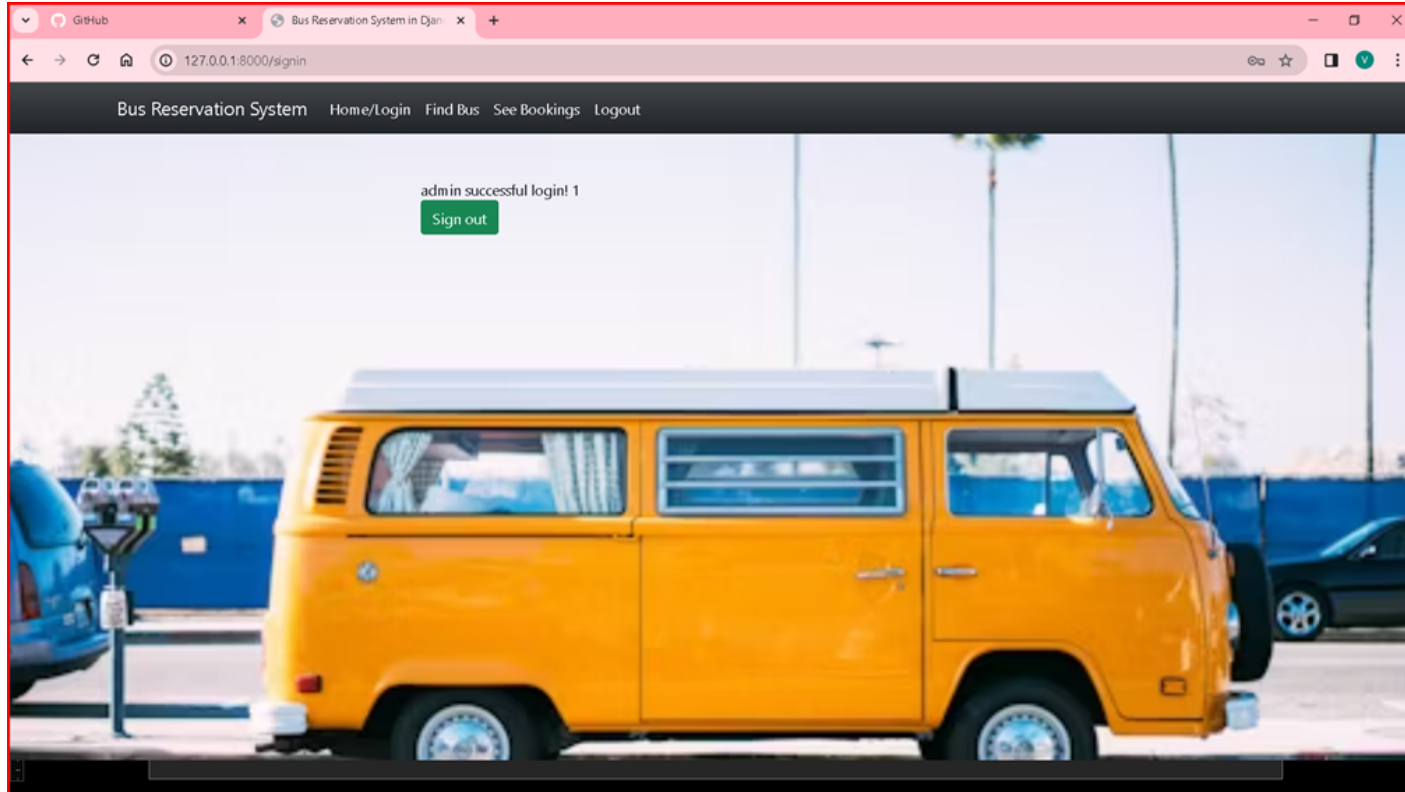 GitHub
Bus Reservation System in Djan
127.0.0.1:8000/signin
V
Bus Reservation System Home/Login Find Bus See Bookings Logout
admin successful login! 1
Sign out